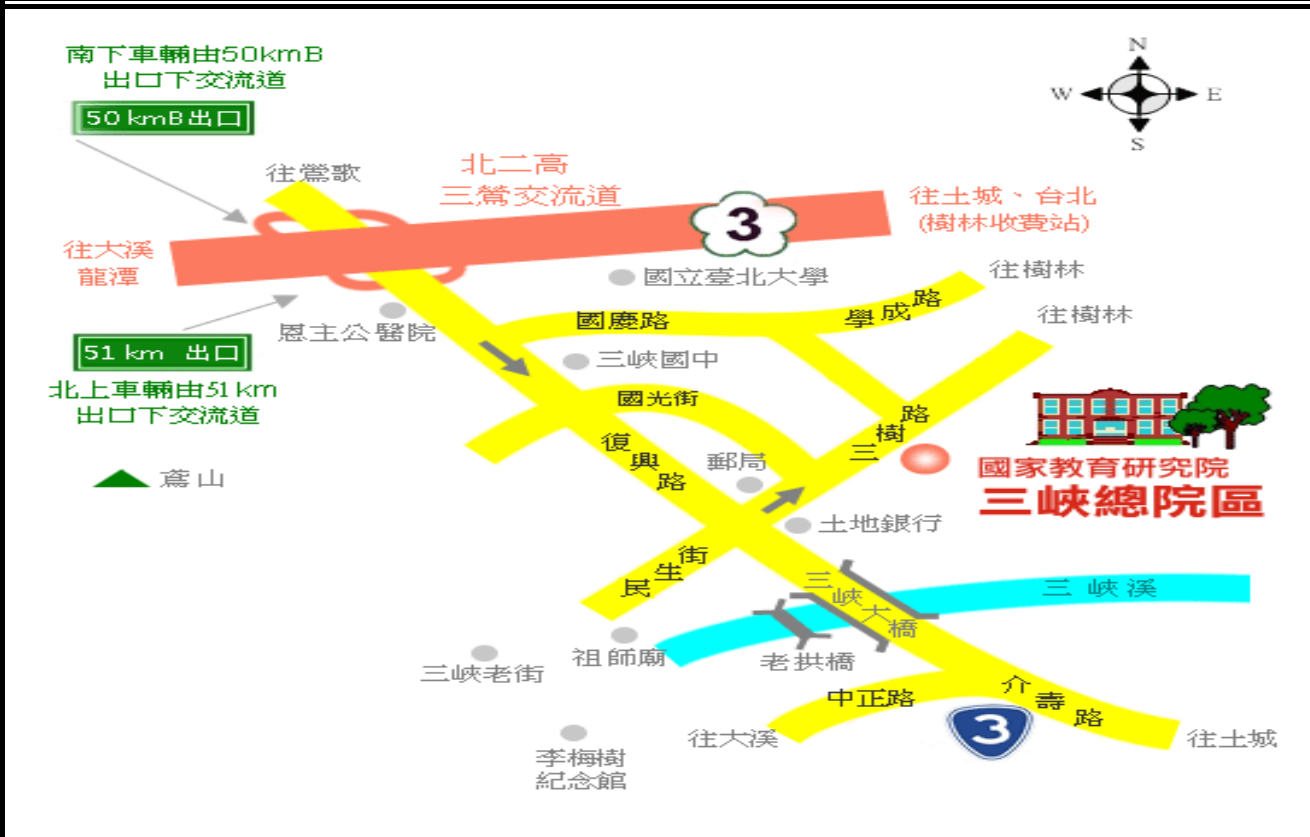 南下車輛由50kmB
出口下交流道
50 kmB出口
N
W
E
S
往鶯歌
北二高
三鶯交流道
3
往土城、台北
(樹林收費站)
往大溪
龍潭
國立臺北大學
往樹林
往樹林
恩主公醫院
國慶路
學成路
51 km 出口
北上車輛由51km
出口下交流道
三峽國中
國光街
三樹路
復興路
郵局
鳶山
國家教育研究院
三峽總院區
土地銀行
民生街
三峽大橋
三峽溪
祖師廟
老拱橋
三峽老街
中正路
介壽路
3
往大溪
往土城
李梅樹
紀念館